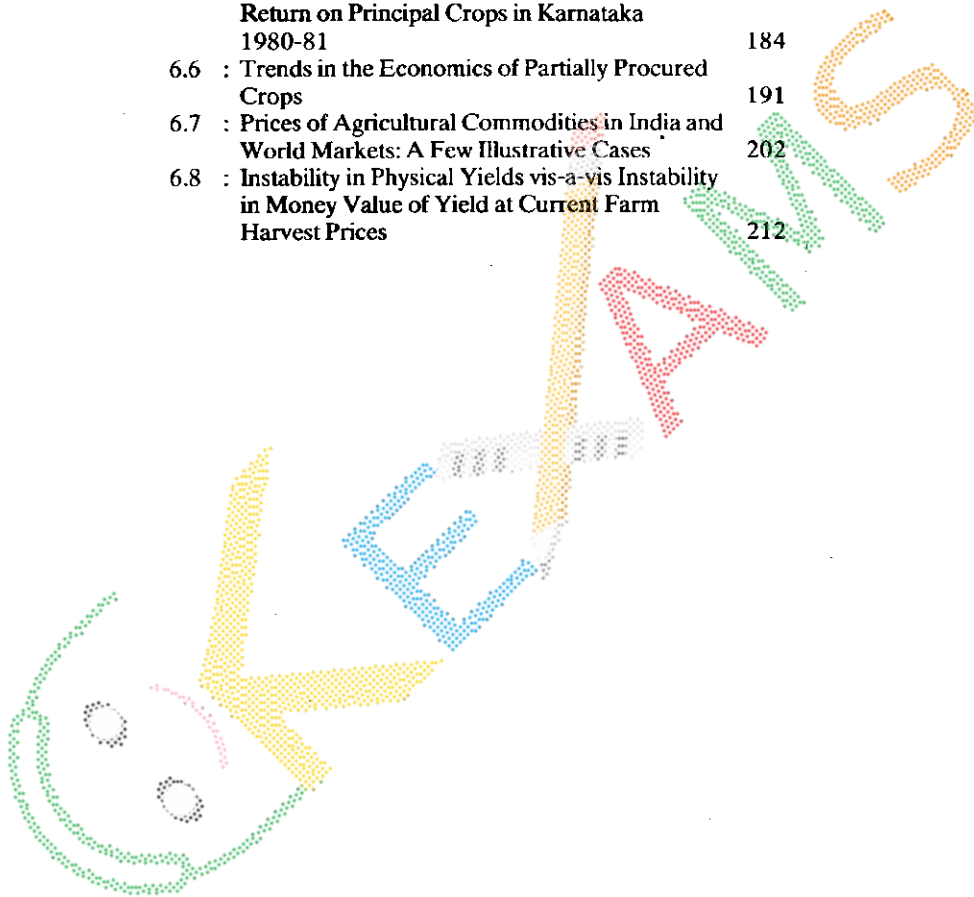 Return on Principal Crops in Karnataka
1980-81 184
6.6 : Trends in the Economics of Partially Procured
Crops 191
6.7 : Prices of Agricultural Commodities in India and
World Markets: A Few Illustrative Cases 202
6.8 : Instability in Physical Yields vis-a-vis Instability
in Money Value of Yield at Current Farm
Harvest Prices 212
KEXAMS